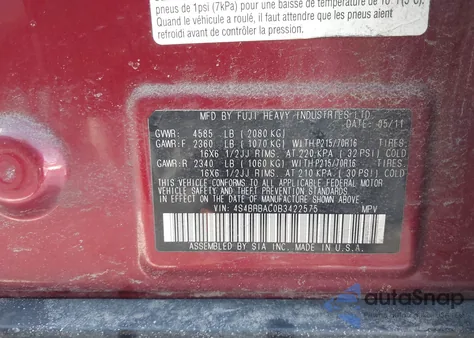 pneus de 1psi (7kPa) pour une baisse de température de
Quand le véhicule a roulé, il faut attendre que les pneus aient
refroidi avant de contrôler la pression.
MFD BY FUJI HEAVY INDUSTRIES LTD.
DATE: 05/11
GVWR: 4585 LB (2080 KG)
GAWR:F 2360 LB (1070 KG) WITH P215/70R16 TIRES,
16X6 1/2JJ RIMS, AT 220 KPA (32 PSI) COLD
GAWR:R 2340 LB (1060 KG) WITH P215/70R16 TIRES,
16X6 1/2JJ RIMS, AT 210 KPA (30 PSI) COLD
THIS VEHICLE CONFORMS TO ALL APPLICABLE FEDERAL MOTOR
VEHICLE SAFETY, BUMPER, AND THEFT PREVENTION STANDARDS
IN EFFECT ON THE DATE OF MANUFACTURE SHOWN ABOVE.
VIN: 4S4BRBAC0B3422575 MPV
ASSEMBLED BY SIA INC. MADE IN U.S.A.
autoSnap